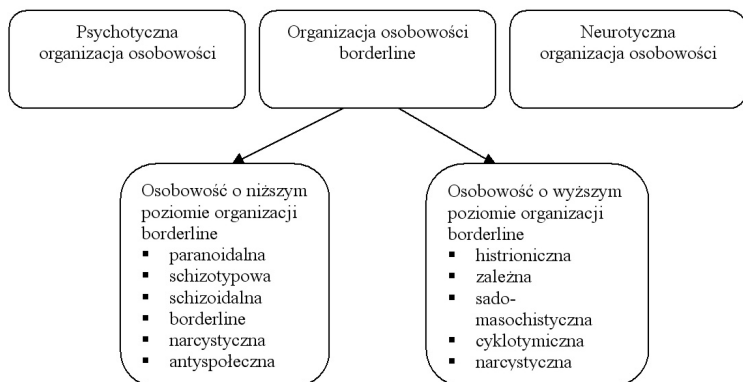 Psychotyczna
organizacja osobowości
Organizacja osobowości
borderline
Neurotyczna
organizacja osobowości
Osobowość o niższym
poziomie organizacji
borderline
▪ paranoidalna
▪ schizotypowa
▪ schizoidalna
▪ borderline
▪ narcystyczna
▪ antyspołeczna
Osobowość o wyższym
poziomie organizacji
borderline
▪ histrioniczna
▪ zależna
▪ sado-
masochistyczna
▪ cyklotymiczna
▪ narcystyczna